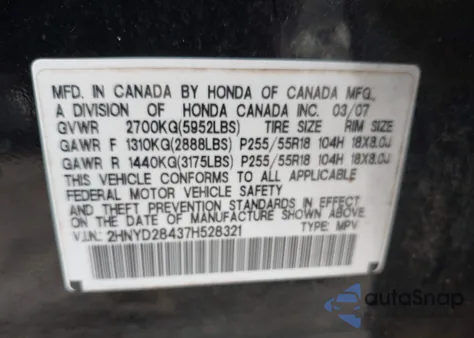 MFD. IN CANADA BY HONDA OF CANADA MFG.,
A DIVISION OF HONDA CANADA INC. 03/07
GVWR 2700KG(5952LBS) TIRE SIZE RIM SIZE
GAWR F 1310KG(2888LBS) P255/55R18 104H 18X8.0J
GAWR R 1440KG(3175LBS) P255/55R18 104H 18X8.0J
THIS VEHICLE CONFORMS TO ALL APPLICABLE
FEDERAL MOTOR VEHICLE SAFETY
AND THEFT PREVENTION STANDARDS IN EFFECT
ON THE DATE OF MANUFACTURE SHOWN ABOVE.
V.I.N.: 2HNYD28437H528321 TYPE: MPV
autoSnap
BY AVTONOVOSTI